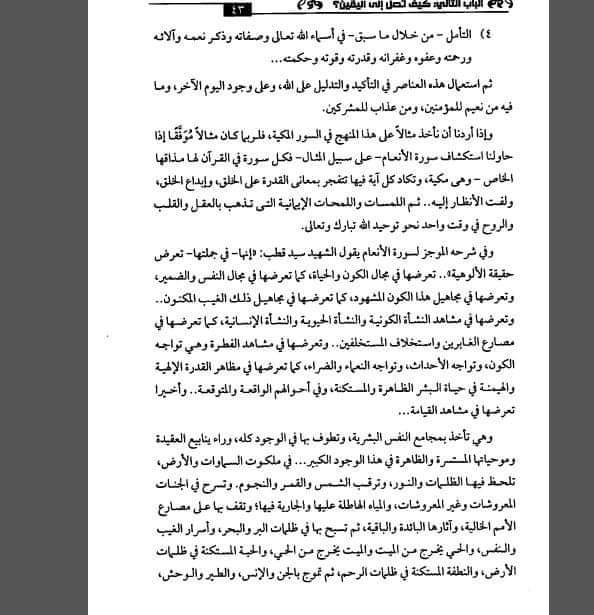 الباب الثاني: كيف نصل إلى اليقين؟ ٤٣
٤) التأمل - من خلال ما سبق- في أسماء الله تعالى وصفاته وذكر نعمه وآلائه
ورحمته وعفوه وغفرانه وقدرته وقوته وحكمته...
ثم استعمال هذه العناصر في التأكيد والتدليل على الله، وعلى وجود اليوم الآخر، وما
فيه من نعيم للمؤمنين، ومن عذاب للمشركين.
وإذا أردنا أن نأخذ مثالاً على هذا المنهج في السور المكية، فلربما كان مثالاً مُوَفَّقًا إذا
حاولنا استكشاف سورة الأنعام- على سبيل المثال- فكل سورة في القرآن لها مذاقها
الخاص - وهى مكية، وتكاد كل آية فيها تتفجر بمعانى القدرة على الخلق، وإبداع الخلق،
ولفت الأنظار إليه.. ثم اللمسات واللمحات الإيمانية التى تذهب بالعقل والقلب
والروح في وقت واحد نحو توحيد الله تبارك وتعالى.
وفي شرحه الموجز لسورة الأنعام يقول الشهيد سيد قطب: «إنها- في جملتها- تعرض
حقيقة الألوهية».. تعرضها في مجال الكون والحياة، كما تعرضها في مجال النفس والضمير،
وتعرضها في مجاهيل هذا الكون المشهود، كما تعرضها في مجاهيل ذلك الغيب المكنون..
وتعرضها في مشاهد النشأة الكونية والنشأة الحيوية والنشأة الإنسانية، كما تعرضها في
مصارع الغابرين واستخلاف المستخلفين.. وتعرضها في مشاهد الفطرة وهي تواجه
الكون، وتواجه الأحداث، وتواجه النعماء والضراء، كما تعرضها في مظاهر القدرة الإلهية
والهيمنة في حياة البشر الظاهرة والمستكنة، وفي أحوالهم الواقعة والمتوقعة.. وأخيرا
تعرضها في مشاهد القيامة...
وهي تأخذ بمجامع النفس البشرية، وتطوف بها في الوجود كله، وراء ينابيع العقيدة
وموحياتها المستسرة والظاهرة في هذا الوجود الكبير... في ملكوت السماوات والأرض،
تلحظ فيها الظلمات والنور، وترقب الشمس والقمر والنجوم. وتسرح في الجنات
المعروشات وغير المعروشات، والمياه الهاطلة عليها والجارية فيها؛ وتقف بها على مصارع
الأمم الخالية، وآثارها البائدة والباقية، ثم تسبح بها في ظلمات البر والبحر، وأسرار الغيب
والنفس، والحي يخرج من الميت والميت يخرج من الحي، والحبة المستكنة في ظلمات
الأرض، والنطفة المستكنة في ظلمات الرحم، ثم تموج بالجن والإنس، والطير والوحش،